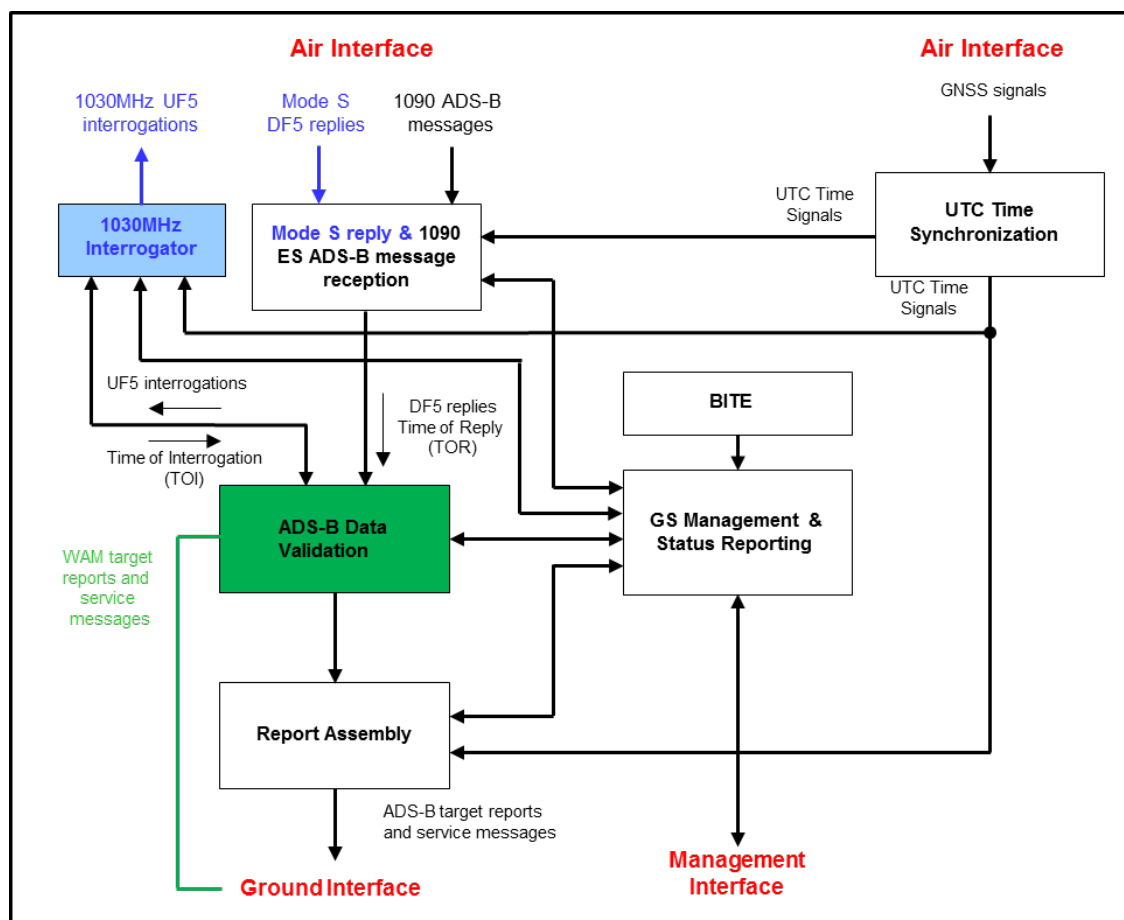 Air Interface
Air Interface
1030MHz UF5
interrogations
Mode S
DF5 replies
1090 ADS-B
messages
GNSS signals
1030MHz
Interrogator
Mode S reply & 1090
ES ADS-B message
reception
UTC Time
Signals
UTC Time
Synchronization
UTC Time
Signals
UF5 interrogations
Time of Interrogation
(TOI)
DF5 replies
Time of Reply
(TOR)
BITE
ADS-B Data
Validation
GS Management &
Status Reporting
WAM target
reports and
service
messages
Report Assembly
ADS-B target reports
and service messages
Ground Interface
Management
Interface